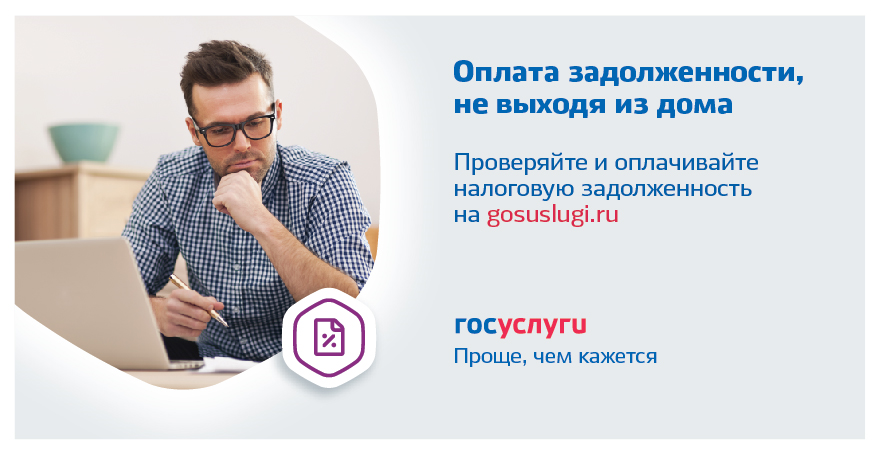 Оплата задолженности,
не выходя из дома
Проверяйте и оплачивайте
налоговую задолженность
на gosuslugi.ru
госуслуги
Проще, чем кажется